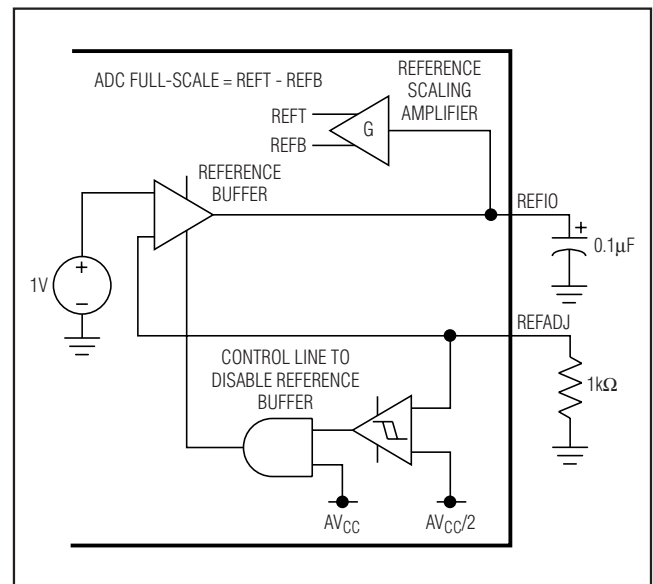 ADC FULL-SCALE = REFT - REFB
REFERENCE
SCALING
AMPLIFIER
REFT
REFB
G
REFERENCE
BUFFER
REFIO
+
0.1µF
1V
+
−
REFADJ
CONTROL LINE TO
DISABLE REFERENCE
BUFFER
1kΩ
AVCC
AVCC/2